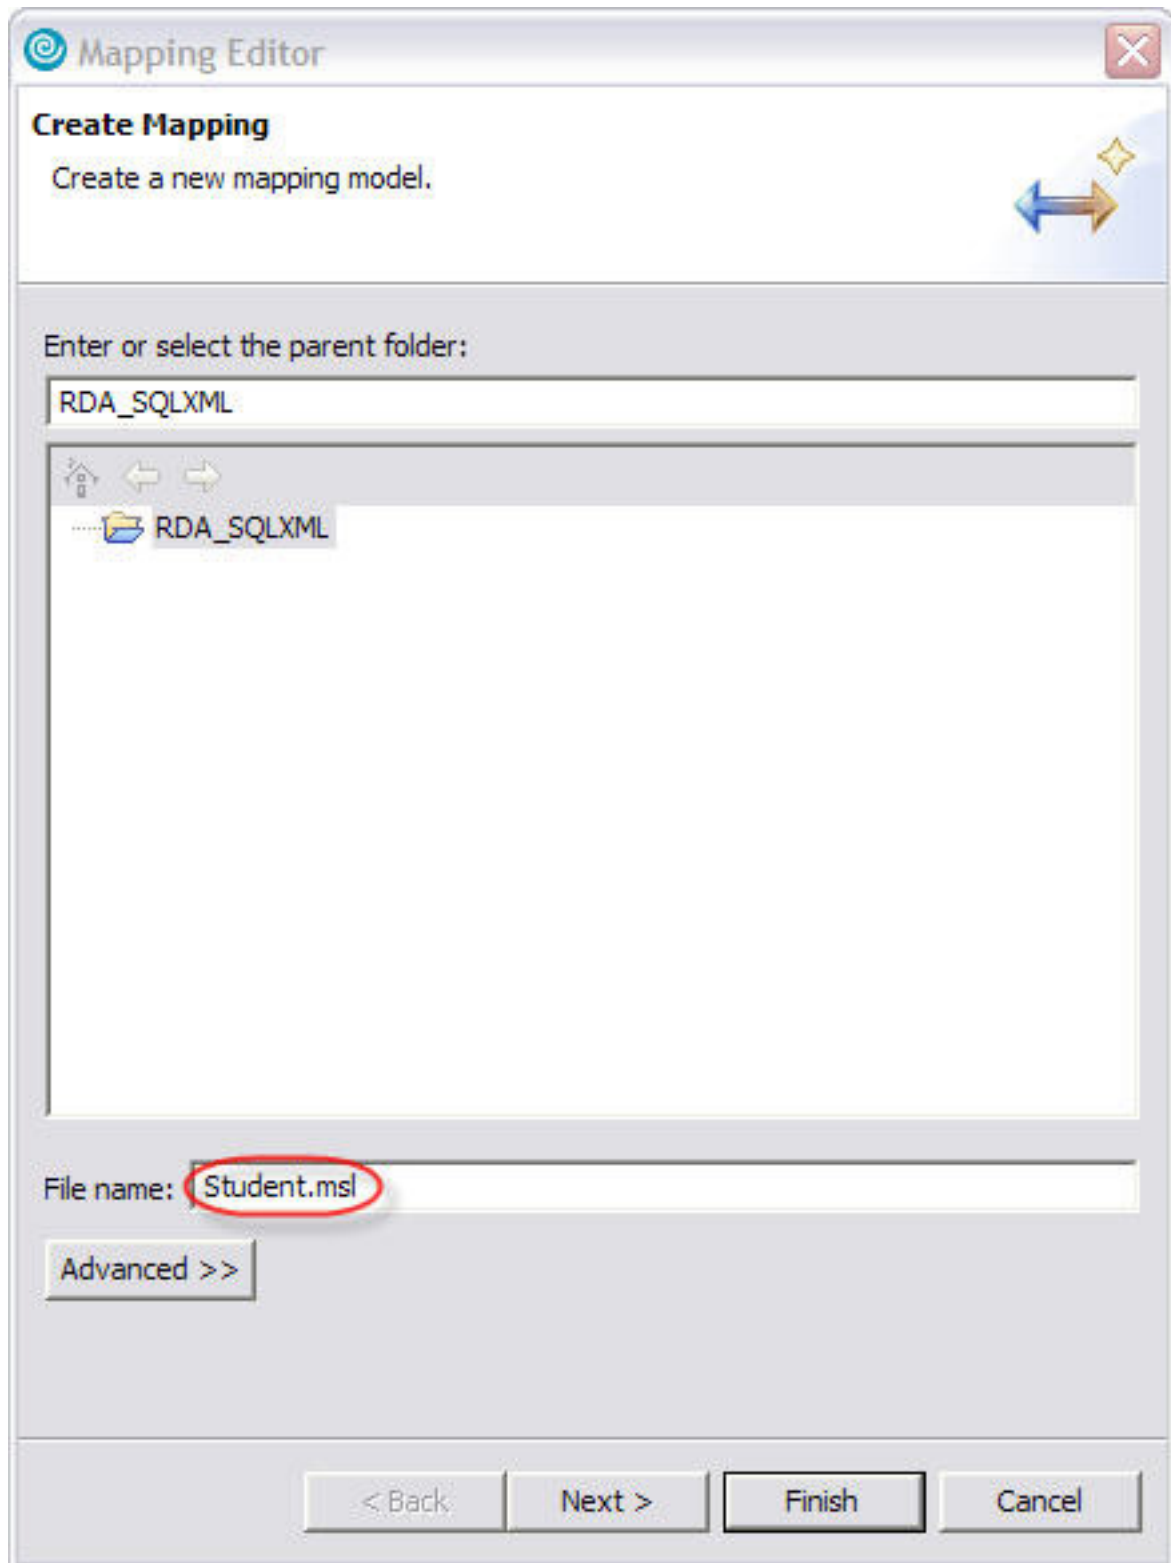 Mapping Editor
Create Mapping
Create a new mapping model.
Enter or select the parent folder:
RDA_SQLXML
RDA_SQLXML
File name: Student.msl
Advanced >>
< Back Next > Finish Cancel